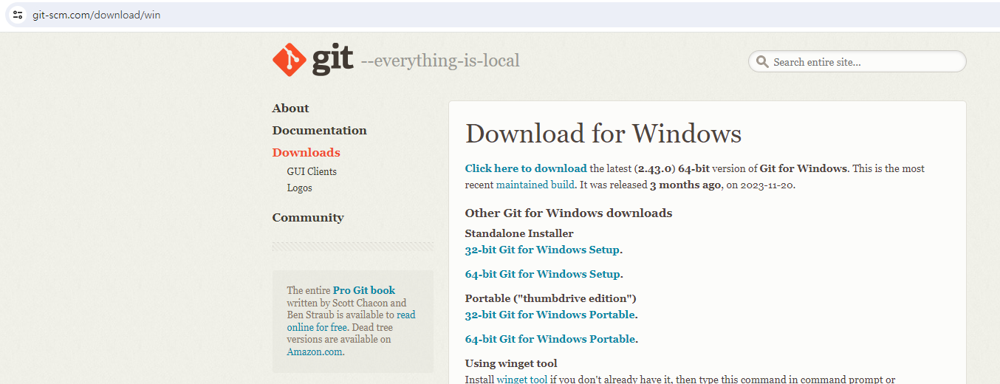 git-scm.com/download/win
git --everything-is-local
Search entire site...
About
Documentation
Downloads
GUI Clients
Logos
Community
The entire Pro Git book
written by Scott Chacon and
Ben Straub is available to read
online for free. Dead tree
versions are available on
Amazon.com.
Download for Windows
Click here to download the latest (2.43.0) 64-bit version of Git for Windows. This is the most
recent maintained build. It was released 3 months ago, on 2023-11-20.
Other Git for Windows downloads
Standalone Installer
32-bit Git for Windows Setup.
64-bit Git for Windows Setup.
Portable ("thumbdrive edition")
32-bit Git for Windows Portable.
64-bit Git for Windows Portable.
Using winget tool
Install winget tool if you don't already have it, then type this command in command prompt or